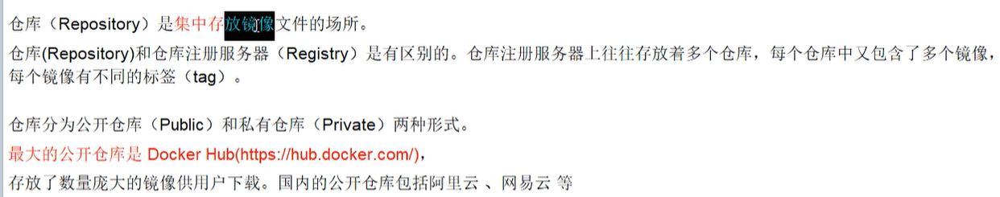 仓库（Repository）是集中存放镜像文件的场所。
仓库(Repository)和仓库注册服务器（Registry）是有区别的。仓库注册服务器上往往存放着多个仓库，每个仓库中又包含了多个镜像，
每个镜像有不同的标签（tag）。
仓库分为公开仓库（Public）和私有仓库（Private）两种形式。
最大的公开仓库是 Docker Hub(https://hub.docker.com/)，
存放了数量庞大的镜像供用户下载。国内的公开仓库包括阿里云 、网易云 等